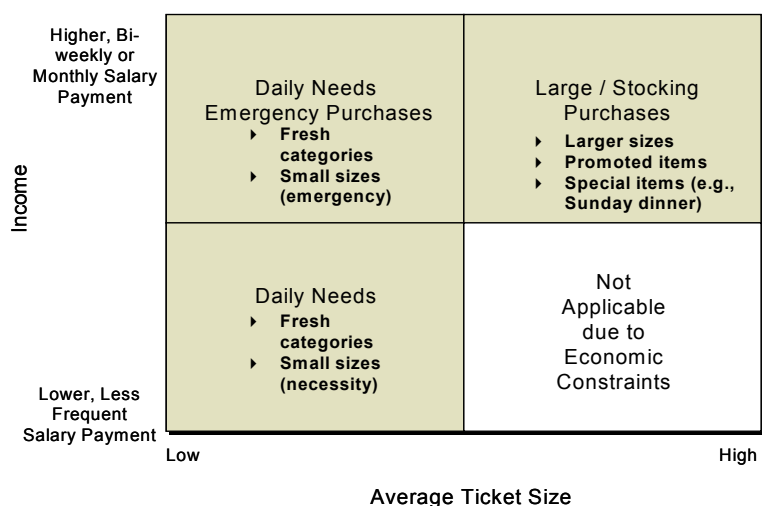 Higher, Bi-
weekly or
Monthly Salary
Payment
Income
Lower, Less
Frequent
Salary Payment
Daily Needs
Emergency Purchases
Fresh
categories
Small sizes
(emergency)
Large / Stocking
Purchases
Larger sizes
Promoted items
Special items (e.g.,
Sunday dinner)
Daily Needs
Fresh
categories
Small sizes
(necessity)
Not
Applicable
due to
Economic
Constraints
Low
High
Average Ticket Size